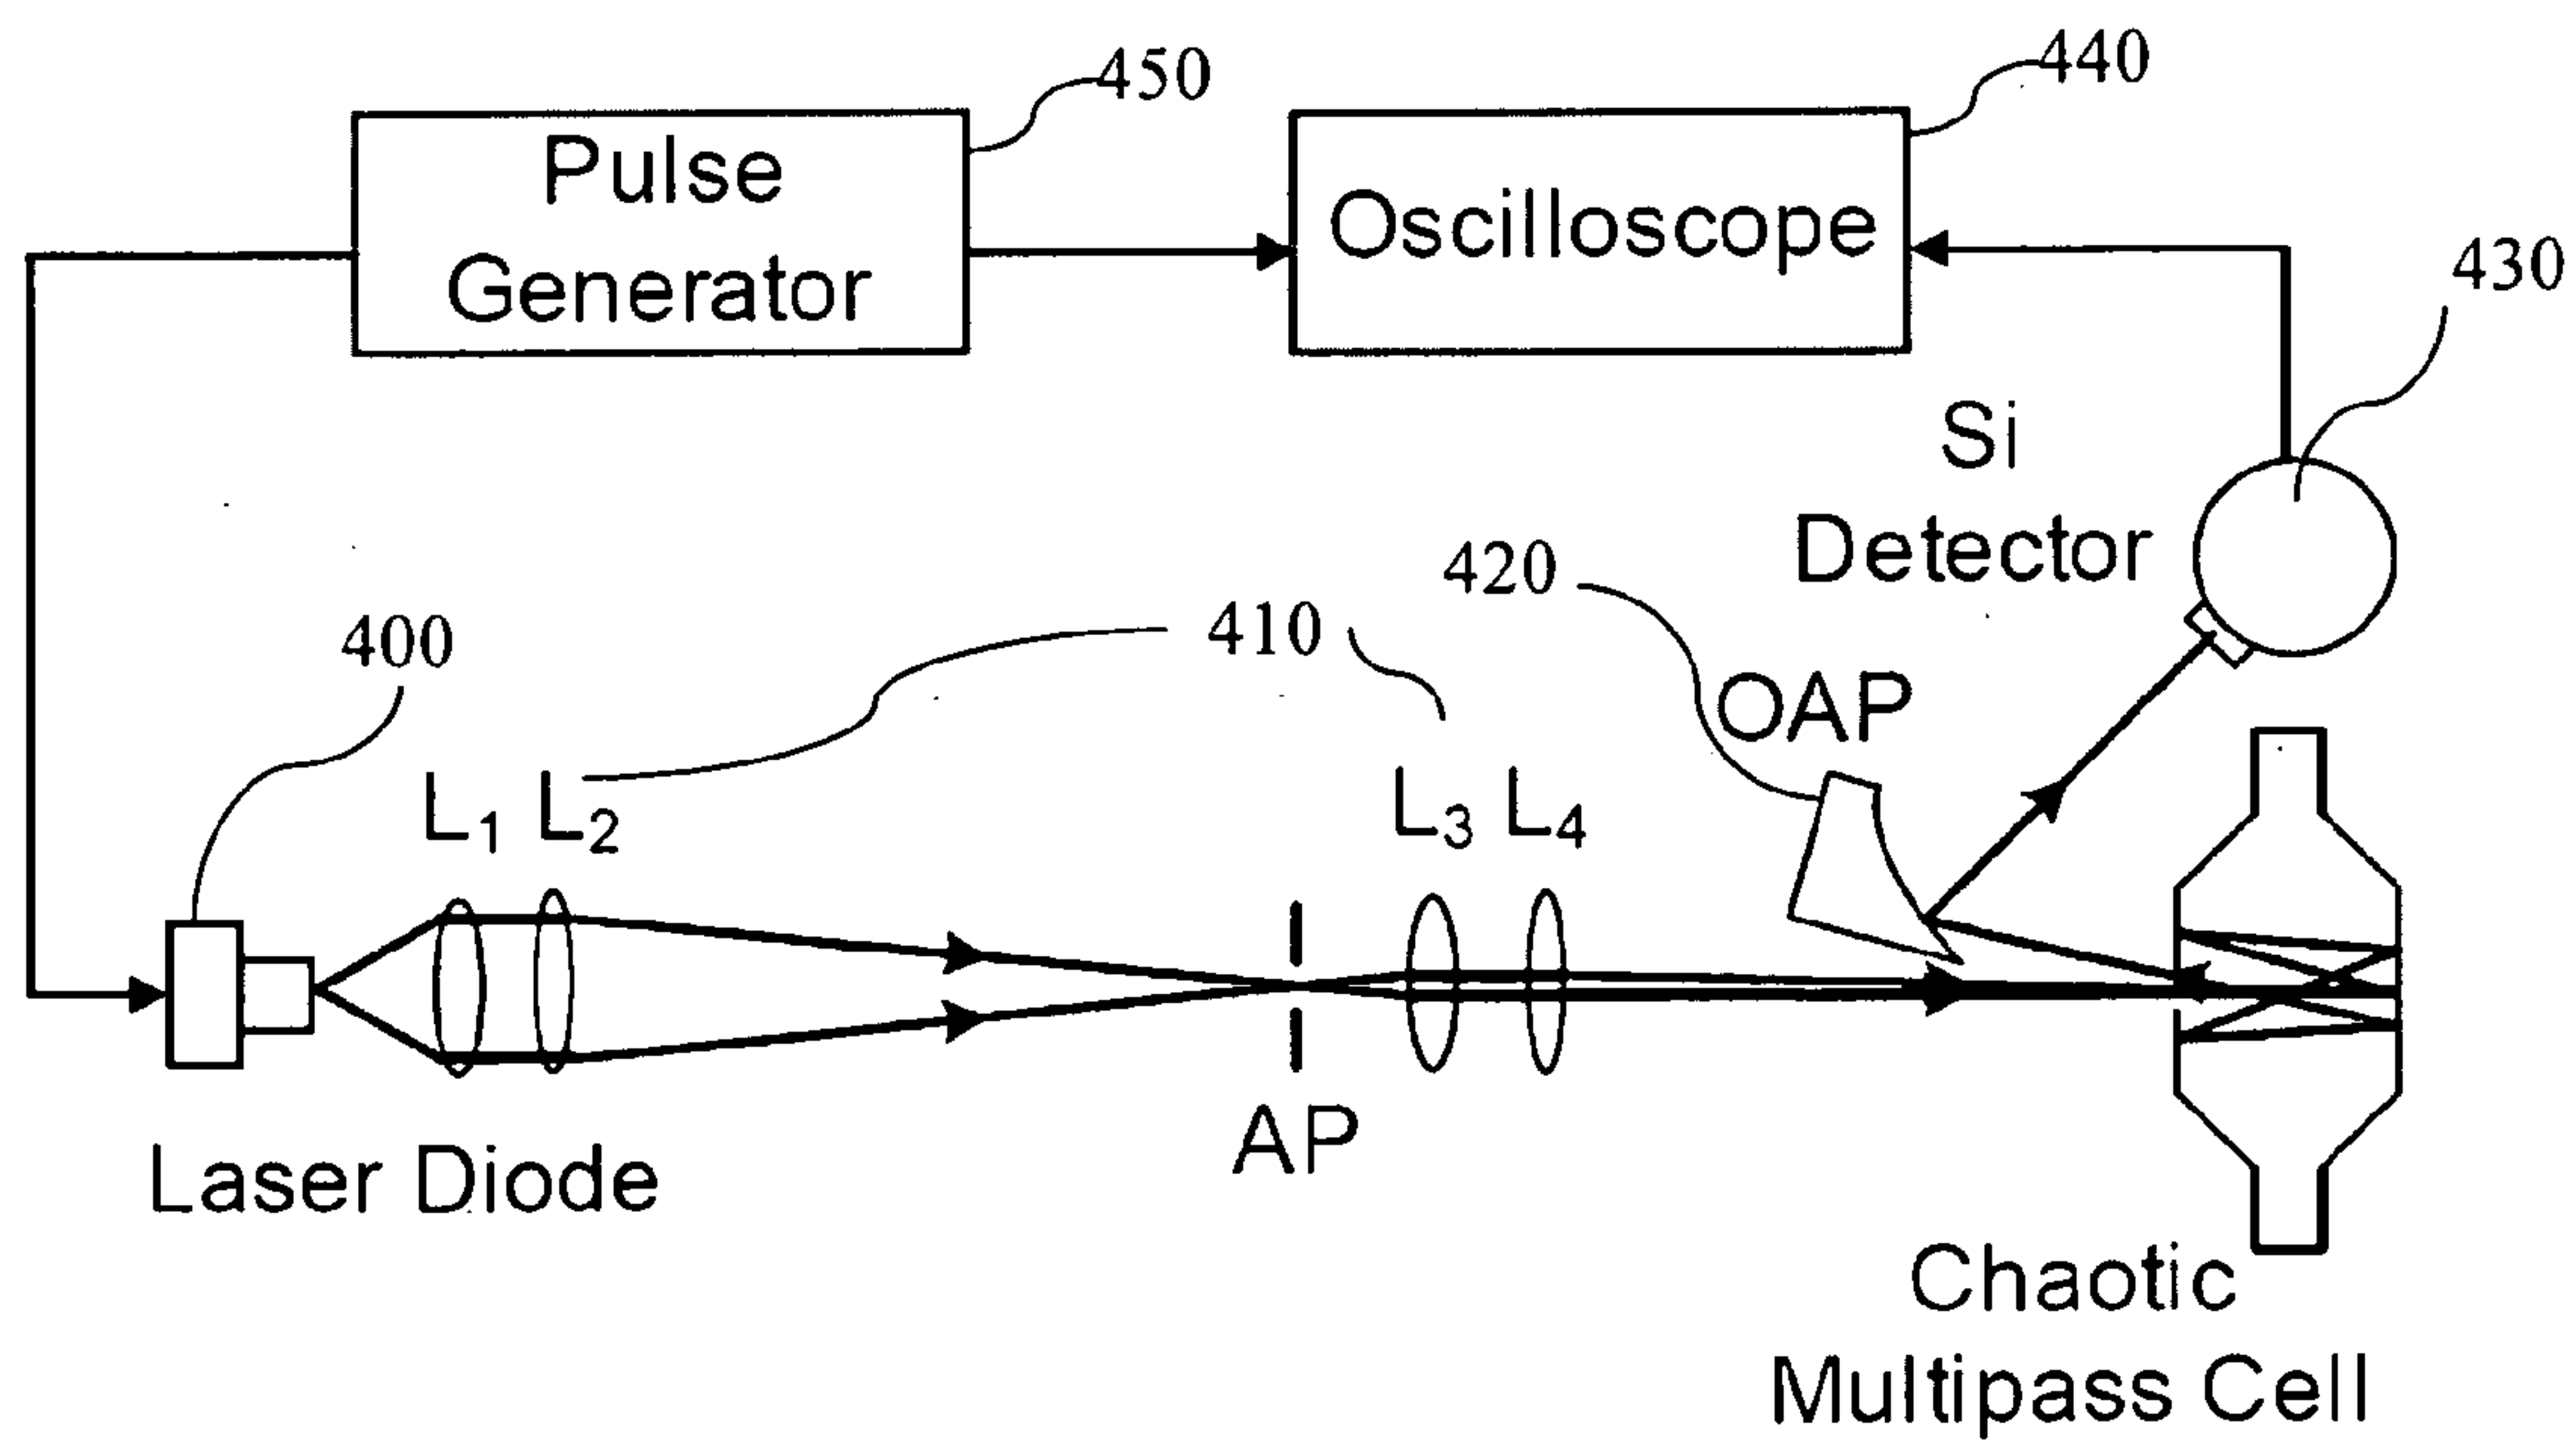 450
440
Pulse
Generator
Oscilloscope
430
Si
Detector
420
410
400
OAP
L1 L2
L3 L4
AP
Laser Diode
Chaotic
Multipass Cell